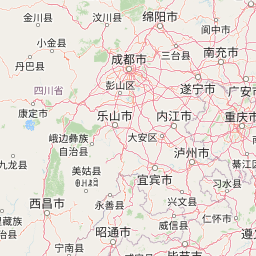 金川县
汶川县
绵阳市
阆中市
小金县
成都市
三台县
南充市
丹巴县
四川省
彭山区
遂宁市
广安市
康定市
乐山市
内江市
重庆市
峨边彝族
自治县
大安区
泸州市
綦江区
九龙县
美姑县
宜宾市
习水县
西昌市
永善县
兴文县
仁怀市
威信县
宁南县
昭通市
毕节市